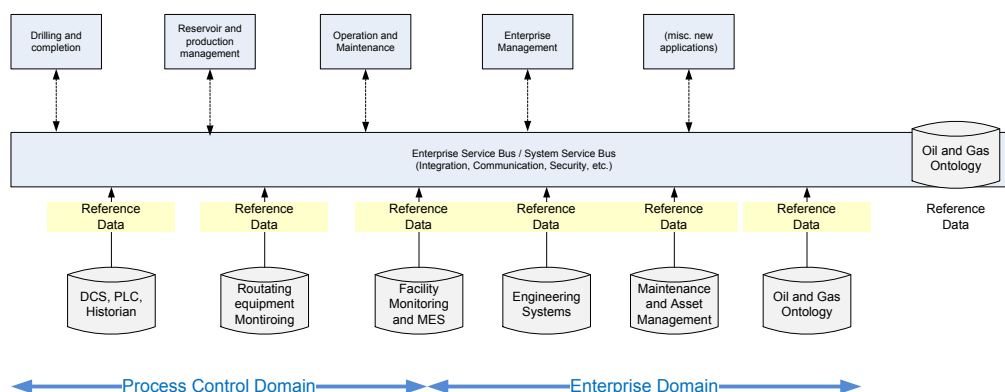 Drilling and
completion
Reservoir and
production
management
Operation and
Maintenance
Enterprise
Management
(misc. new
applications)
Enterprise Service Bus / System Service Bus
(Integration, Communication, Security, etc.)
Oil and Gas
Ontology
Reference
Data
Reference
Data
Reference
Data
Reference
Data
Reference
Data
Reference
Data
Reference
Data
DCS, PLC,
Historian
Routating
equipment
Montiroing
Facility
Monitoring
and MES
Engineering
Systems
Maintenance
and Asset
Management
Oil and Gas
Ontology
Process Control Domain
Enterprise Domain